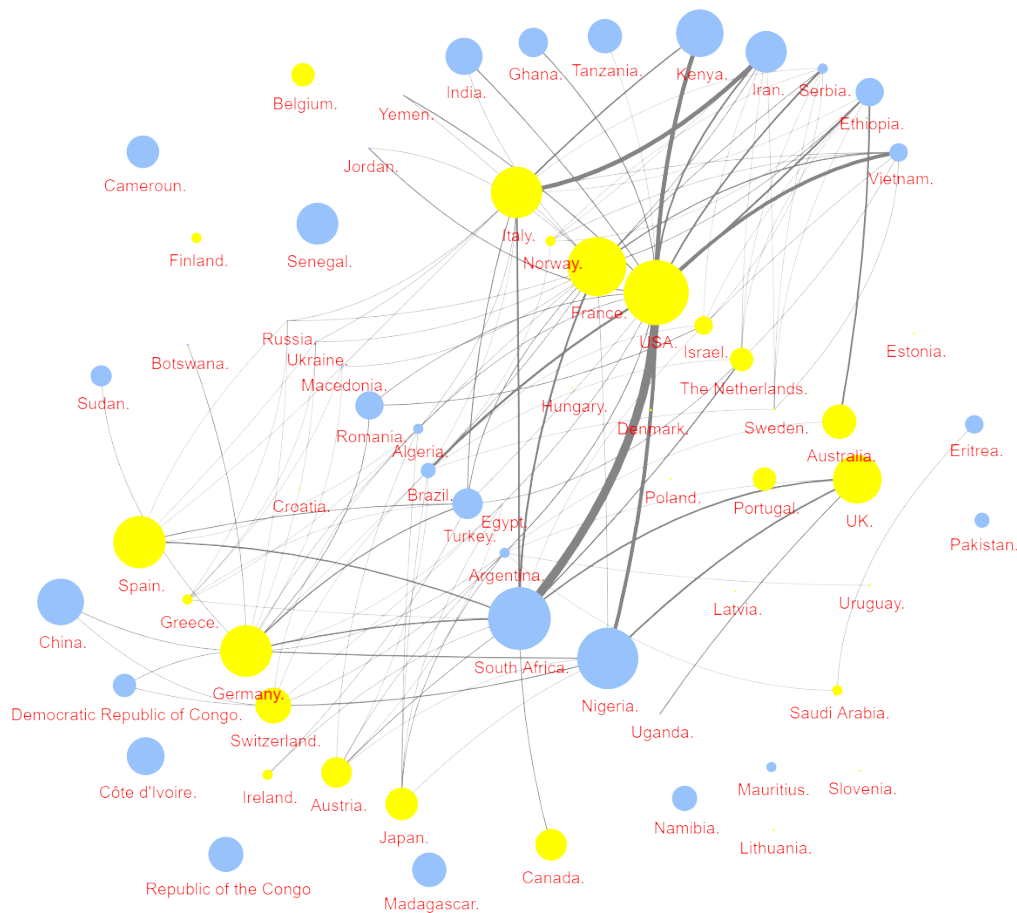 Kenya.
Ghana.
Tanzania.
India.
Iran.
Serbia.
Belgium.
Yemen.
Ethiopia.
Jordan.
Cameroun.
Vietnam.
Italy.
Finland.
Senegal.
Norway.
France.
Russia.
USA.
Israel.
Estonia.
Botswana.
Ukraine.
Macedonia.
The Netherlands.
Sudan.
Hungary.
Romania.
Denmark.
Sweden.
Algeria.
Australia.
Eritrea.
Brazil.
Poland.
Croatia.
Portugal.
Egypt.
UK.
Turkey.
Pakistan.
Argentina.
Spain.
Greece.
Latvia.
Uruguay.
China.
South Africa.
Germany.
Nigeria.
Democratic Republic of Congo.
Saudi Arabia.
Switzerland.
Uganda.
Côte d'Ivoire.
Ireland.
Austria.
Mauritius.
Slovenia.
Namibia.
Japan.
Lithuania.
Canada.
Republic of the Congo
Madagascar.